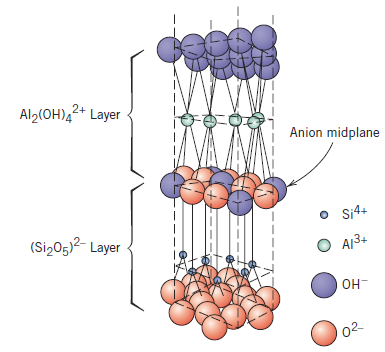 Al2(OH)4 2+ Layer
Anion midplane
(Si2O5)2– Layer
Si4+
Al3+
OH–
O2–